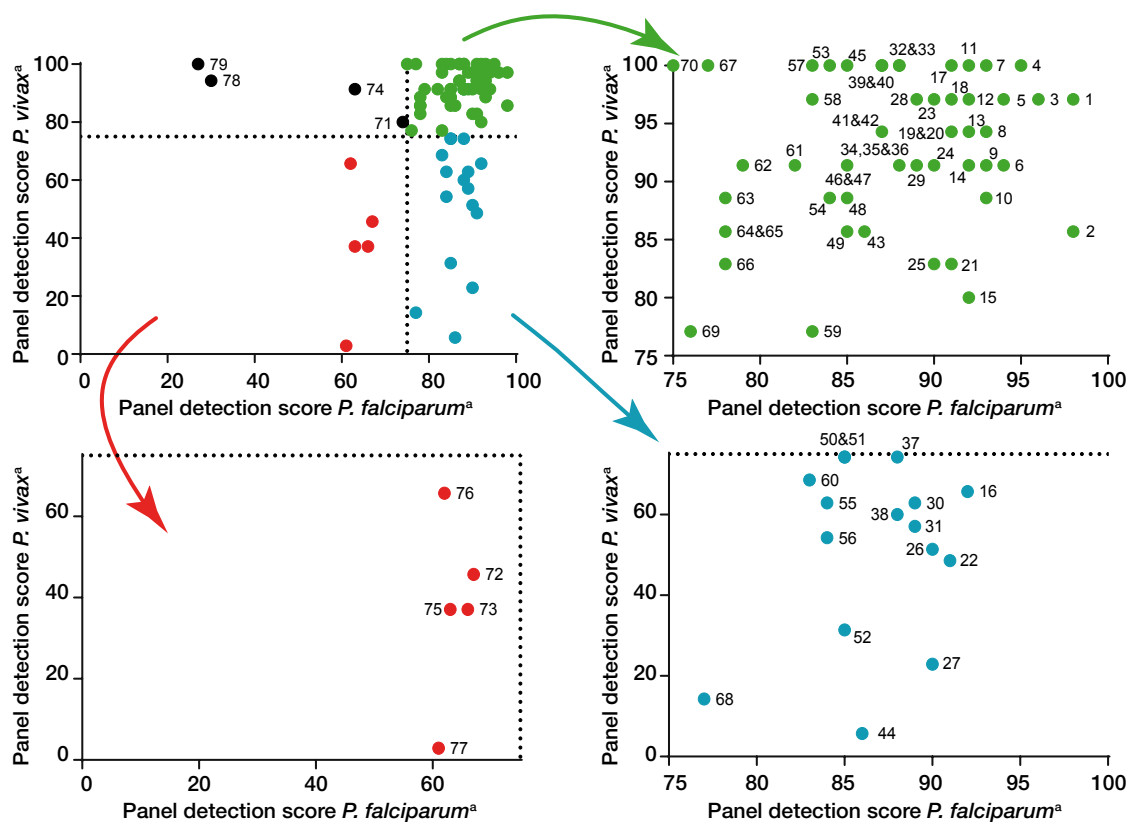 100
80
60
40
20
0
Panel detection score P. vivaxᵃ
79
78
74
71
0 20 40 60 80 100
Panel detection score P. falciparumᵃ
100
95
90
85
80
75
Panel detection score P. vivaxᵃ
53 45 32&33 11
70 67 57 7 4
39&40 17 18
58 28 12 5 3 1
41&42 23 13
19&20 8
61 34,35&36 24 9
62 29 14 6
46&47
63 54 48 10
64&65 49 43 2
66 25 21
15
69 59
75 80 85 90 95 100
Panel detection score P. falciparumᵃ
60
40
20
0
Panel detection score P. vivaxᵃ
76
72
75 73
77
0 20 40 60
Panel detection score P. falciparumᵃ
60
40
20
0
Panel detection score P. vivaxᵃ
50&51 37
60 16
55 30
38 31
56 26 22
52
27
68
44
75 80 85 90 95 100
Panel detection score P. falciparumᵃ